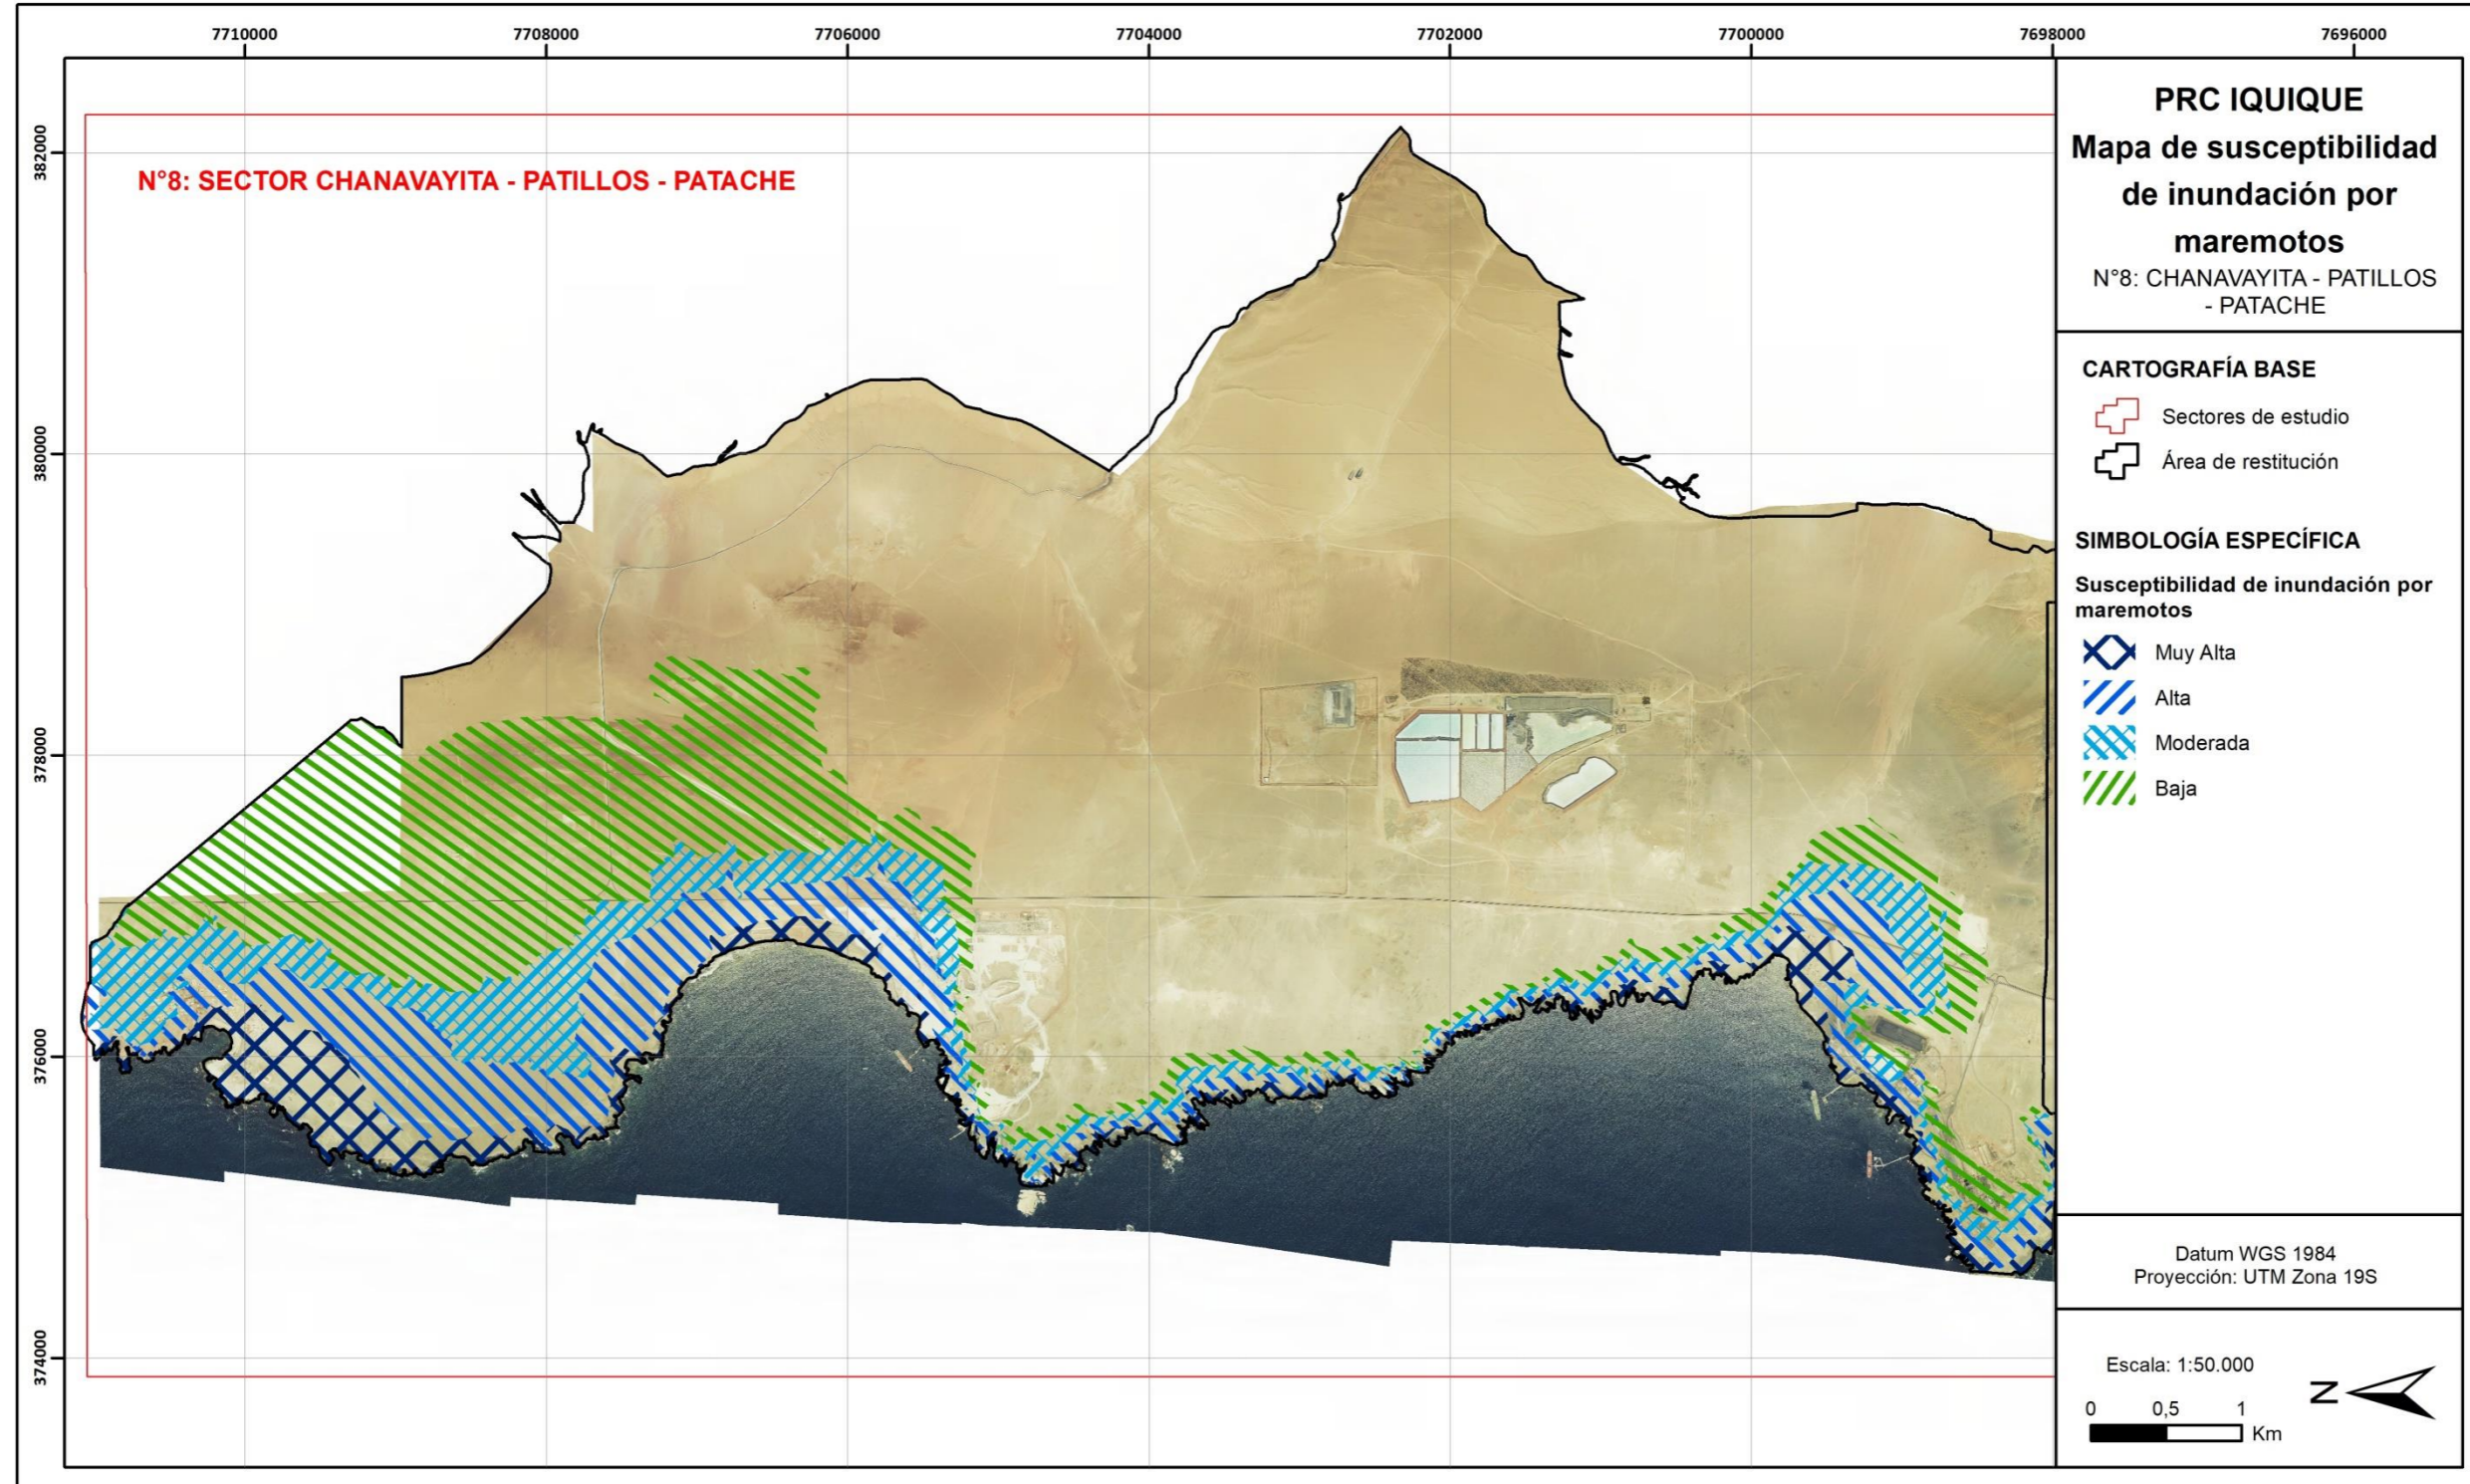 7710000 7708000 7706000 7704000 7702000 7700000 7698000 7696000
382000
380000
378000
376000
374000
N°8: SECTOR CHANAVAYITA - PATILLOS - PATACHE
PRC IQUIQUE
Mapa de susceptibilidad
de inundación por
maremotos
N°8: CHANAVAYITA - PATILLOS
- PATACHE
CARTOGRAFÍA BASE
Sectores de estudio
Área de restitución
SIMBOLOGÍA ESPECÍFICA
Susceptibilidad de inundación por
maremotos
Muy Alta
Alta
Moderada
Baja
Datum WGS 1984
Proyección: UTM Zona 19S
Escala: 1:50.000
0 0,5 1
Km
N